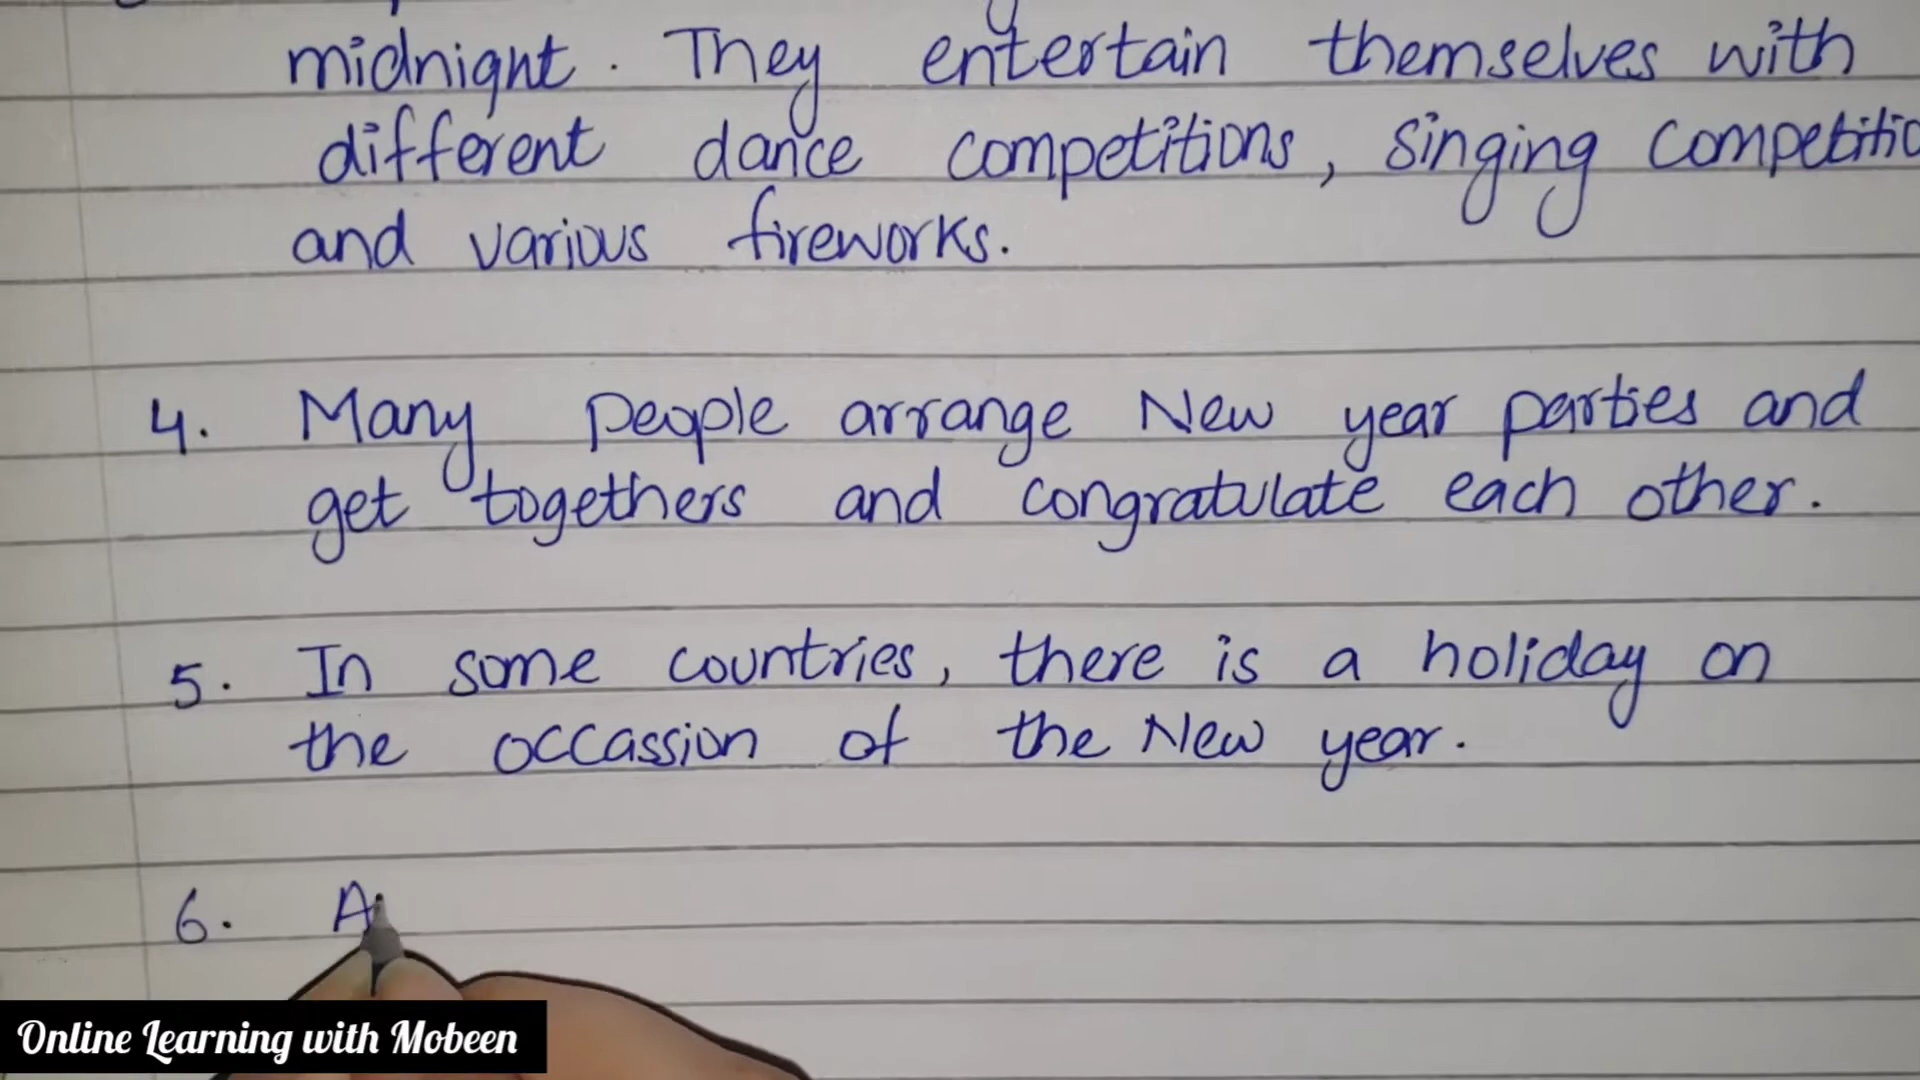 midnight. They entertain themselves with
different dance competitions, singing competitio
and various fireworks.
4. Many people arrange New year parties and
get togethers and congratulate each other.
5. In some countries, there is a holiday on
the occassion of the New year.
6. A
Online Learning with Mobeen